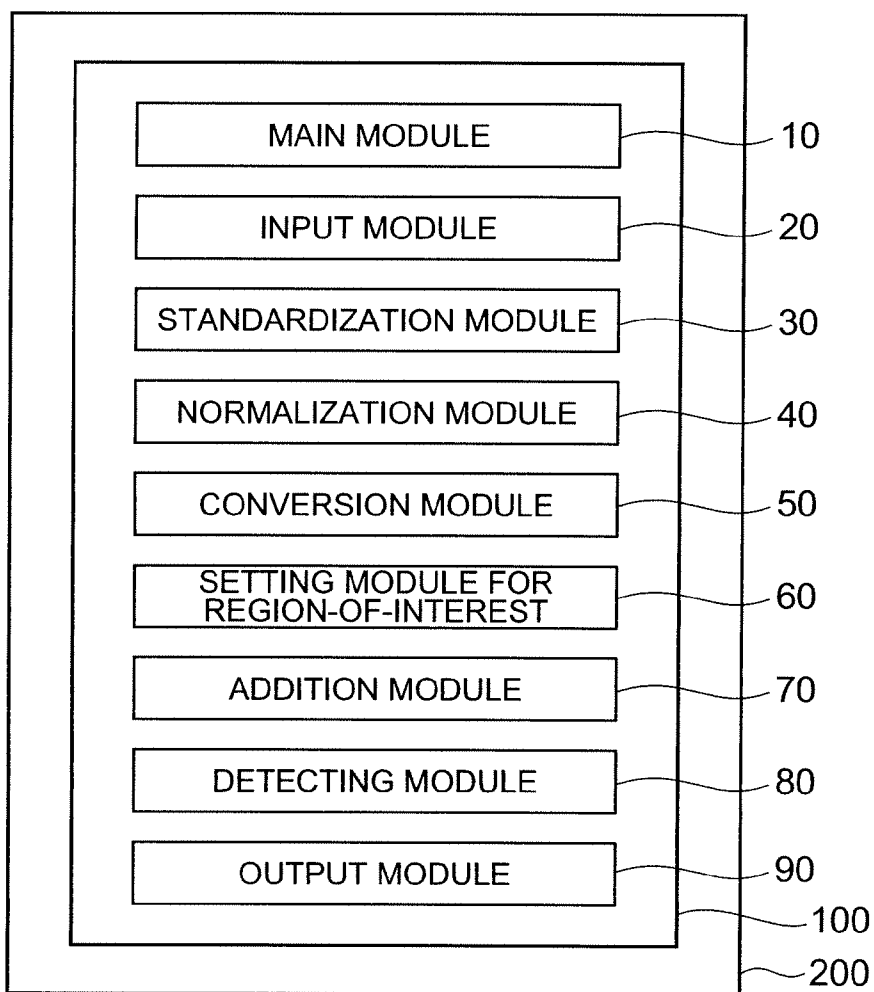 MAIN MODULE 10
INPUT MODULE 20
STANDARDIZATION MODULE 30
NORMALIZATION MODULE 40
CONVERSION MODULE 50
SETTING MODULE FOR
REGION-OF-INTEREST 60
ADDITION MODULE 70
DETECTING MODULE 80
OUTPUT MODULE 90
100
200